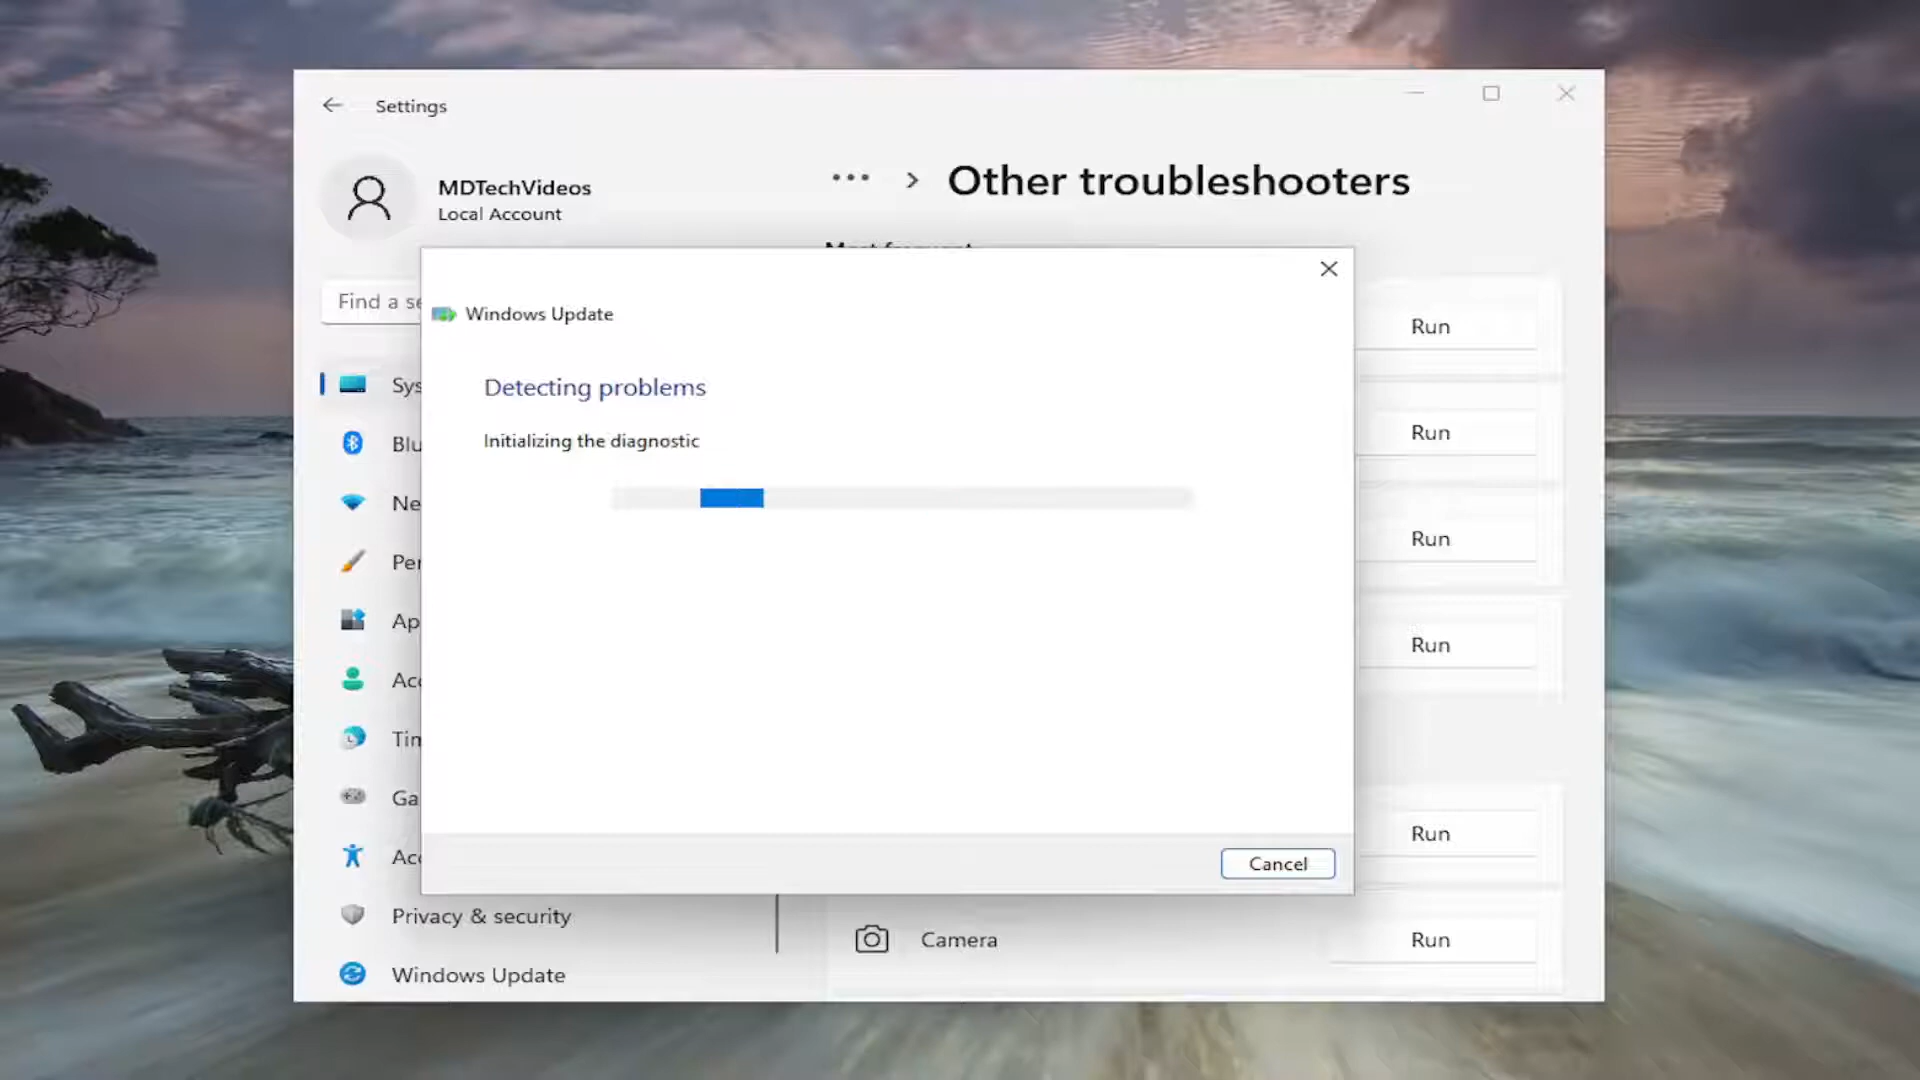 Settings
MDTechVideos
Local Account
Other troubleshooters
Find a se
Windows Update
Detecting problems
Initializing the diagnostic
Cancel
Sys
Blu
Ne
Per
Ap
Acc
Tim
Ga
Acc
Privacy & security
Windows Update
Run
Run
Run
Run
Run
Camera
Run